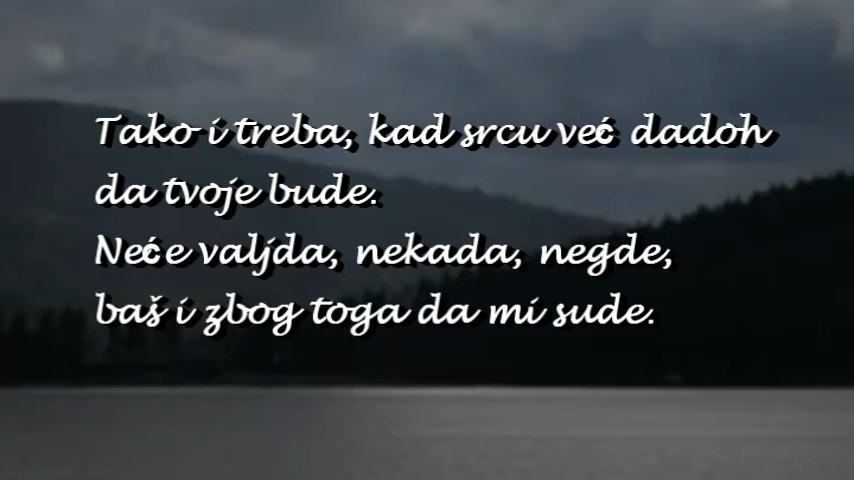 Tako i treba, kad srcu već dadoh
da tvoje bude.
Neće valjda, nekada, negde,
baš i zbog toga da mi sude.